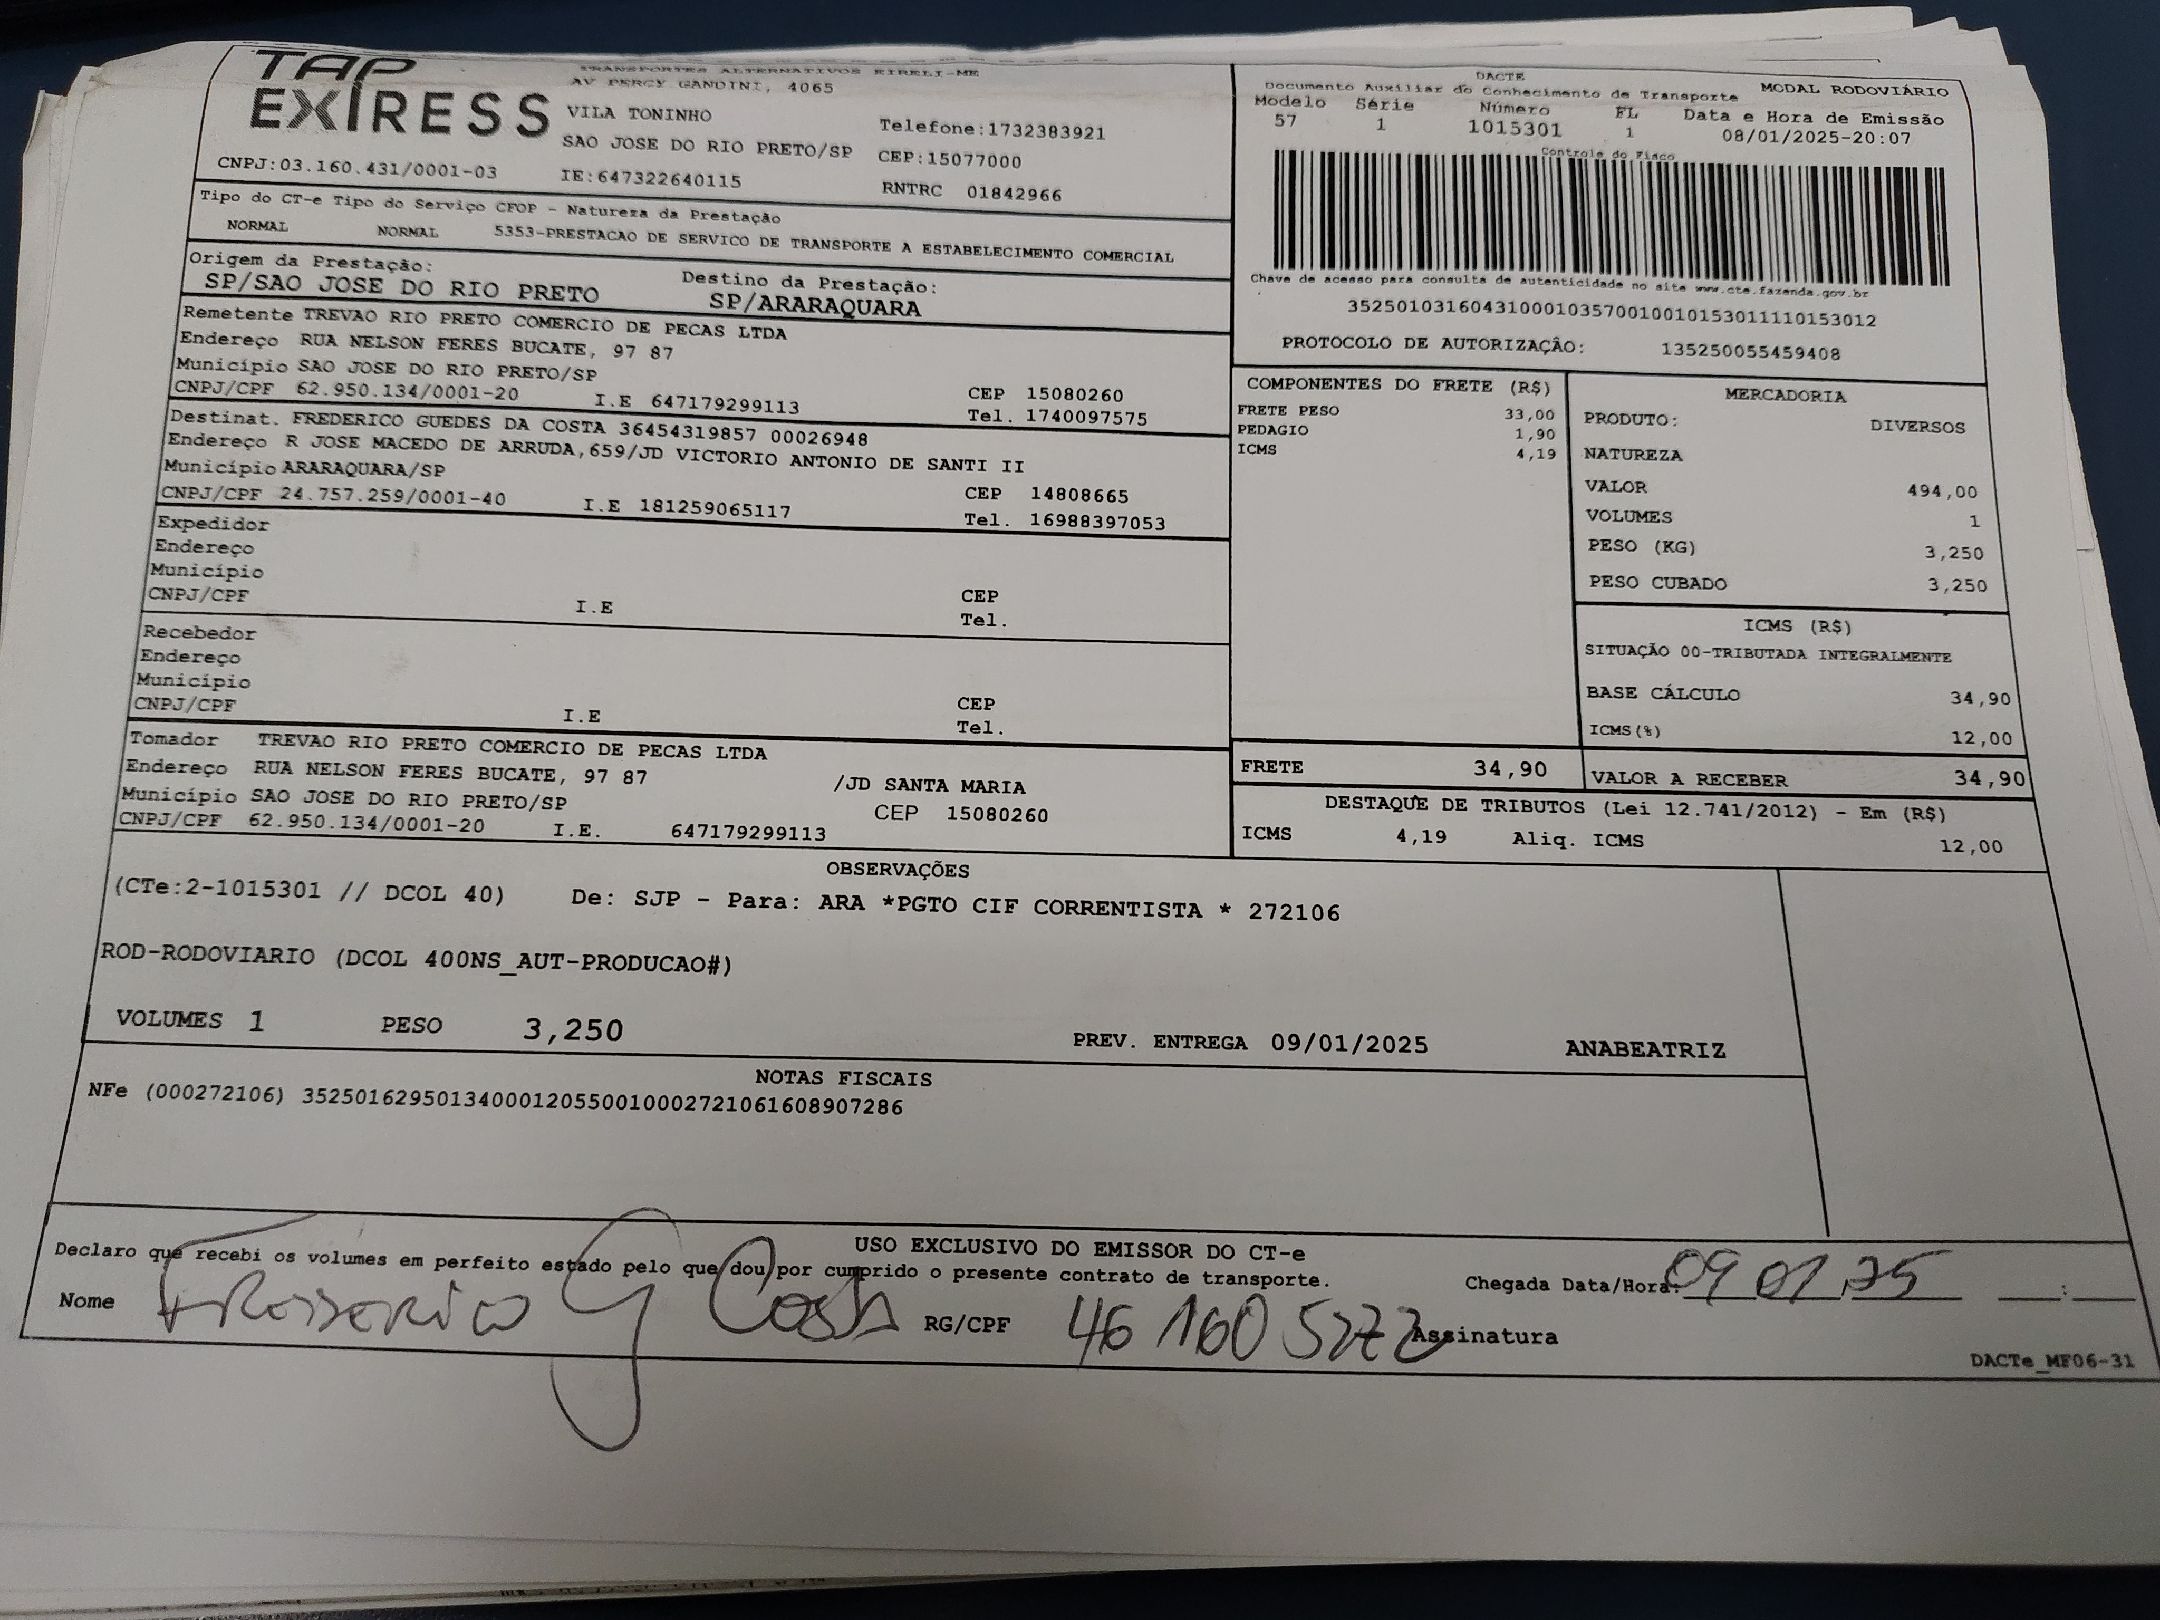 TAP
EXIRESS
TRANSPORTES ALTERNATIVOS EIRELI-ME
AV PERCY GANDINI, 4065
VILA TONINHO
SAO JOSE DO RIO PRETO/SP
Telefone:1732383921
CEP:15077000
CNPJ:03.160.431/0001-03 IE:647322640115 RNTRC 01842966
Tipo do CT-e Tipo do Serviço CFOP - Natureza da Prestação
NORMAL NORMAL 5353-PRESTACAO DE SERVICO DE TRANSPORTE A ESTABELECIMENTO COMERCIAL
Origem da Prestação: Destino da Prestação:
SP/SAO JOSE DO RIO PRETO SP/ARARAQUARA
DACTE
Documento Auxiliar do Conhecimento de Transporte MODAL RODOVIÁRIO
Modelo Série Número FL Data e Hora de Emissão
57 1 1015301 1 08/01/2025-20:07
Controle do Fisco
Chave de acesso para consulta de autenticidade no site www.cte.fazenda.gov.br
35250103160431000103570010010153011110153012
PROTOCOLO DE AUTORIZAÇÂO: 135250055459408
Remetente TREVAO RIO PRETO COMERCIO DE PECAS LTDA
Endereço RUA NELSON FERES BUCATE, 97 87
Município SAO JOSE DO RIO PRETO/SP
CNPJ/CPF 62.950.134/0001-20 I.E 647179299113
CEP 15080260
Tel. 1740097575
Destinat. FREDERICO GUEDES DA COSTA 36454319857 00026948
Endereço R JOSE MACEDO DE ARRUDA,659/JD VICTORIO ANTONIO DE SANTI II
Município ARARAQUARA/SP
CNPJ/CPF 24.757.259/0001-40 I.E 181259065117
CEP 14808665
Tel. 16988397053
Expedidor
Endereço
Município
CNPJ/CPF I.E
CEP
Tel.
Recebedor
Endereço
Município
CNPJ/CPF I.E
CEP
Tel.
Tomador TREVAO RIO PRETO COMERCIO DE PECAS LTDA
Endereço RUA NELSON FERES BUCATE, 97 87 /JD SANTA MARIA
Município SAO JOSE DO RIO PRETO/SP CEP 15080260
CNPJ/CPF 62.950.134/0001-20 I.E. 647179299113
COMPONENTES DO FRETE (R$)
FRETE PESO 33,00
PEDAGIO 1,90
ICMS 4,19
MERCADORIA
PRODUTO: DIVERSOS
NATUREZA
VALOR 494,00
VOLUMES 1
PESO (KG) 3,250
PESO CUBADO 3,250
ICMS (R$)
SITUAÇÃO 00-TRIBUTADA INTEGRALMENTE
BASE CÁLCULO 34,90
ICMS(%) 12,00
FRETE 34,90 VALOR A RECEBER 34,90
DESTAQUE DE TRIBUTOS (Lei 12.741/2012) - Em (R$)
ICMS 4,19 Aliq. ICMS 12,00
OBSERVAÇÕES
(CTe:2-1015301 // DCOL 40) De: SJP - Para: ARA *PGTO CIF CORRENTISTA * 272106
ROD-RODOVIARIO (DCOL 400NS_AUT-PRODUCAO#)
VOLUMES 1 PESO 3,250 PREV. ENTREGA 09/01/2025 ANABEATRIZ
NOTAS FISCAIS
NFe (000272106) 35250162950134000120550010002721061608907286
USO EXCLUSIVO DO EMISSOR DO CT-e
Declaro que recebi os volumes em perfeito estado pelo que dou por cumprido o presente contrato de transporte.
Chegada Data/Hora: 09 01 25 __:__
Nome Frederico G Costa RG/CPF 46 160 5272 Assinatura
DACTe_MF06-31